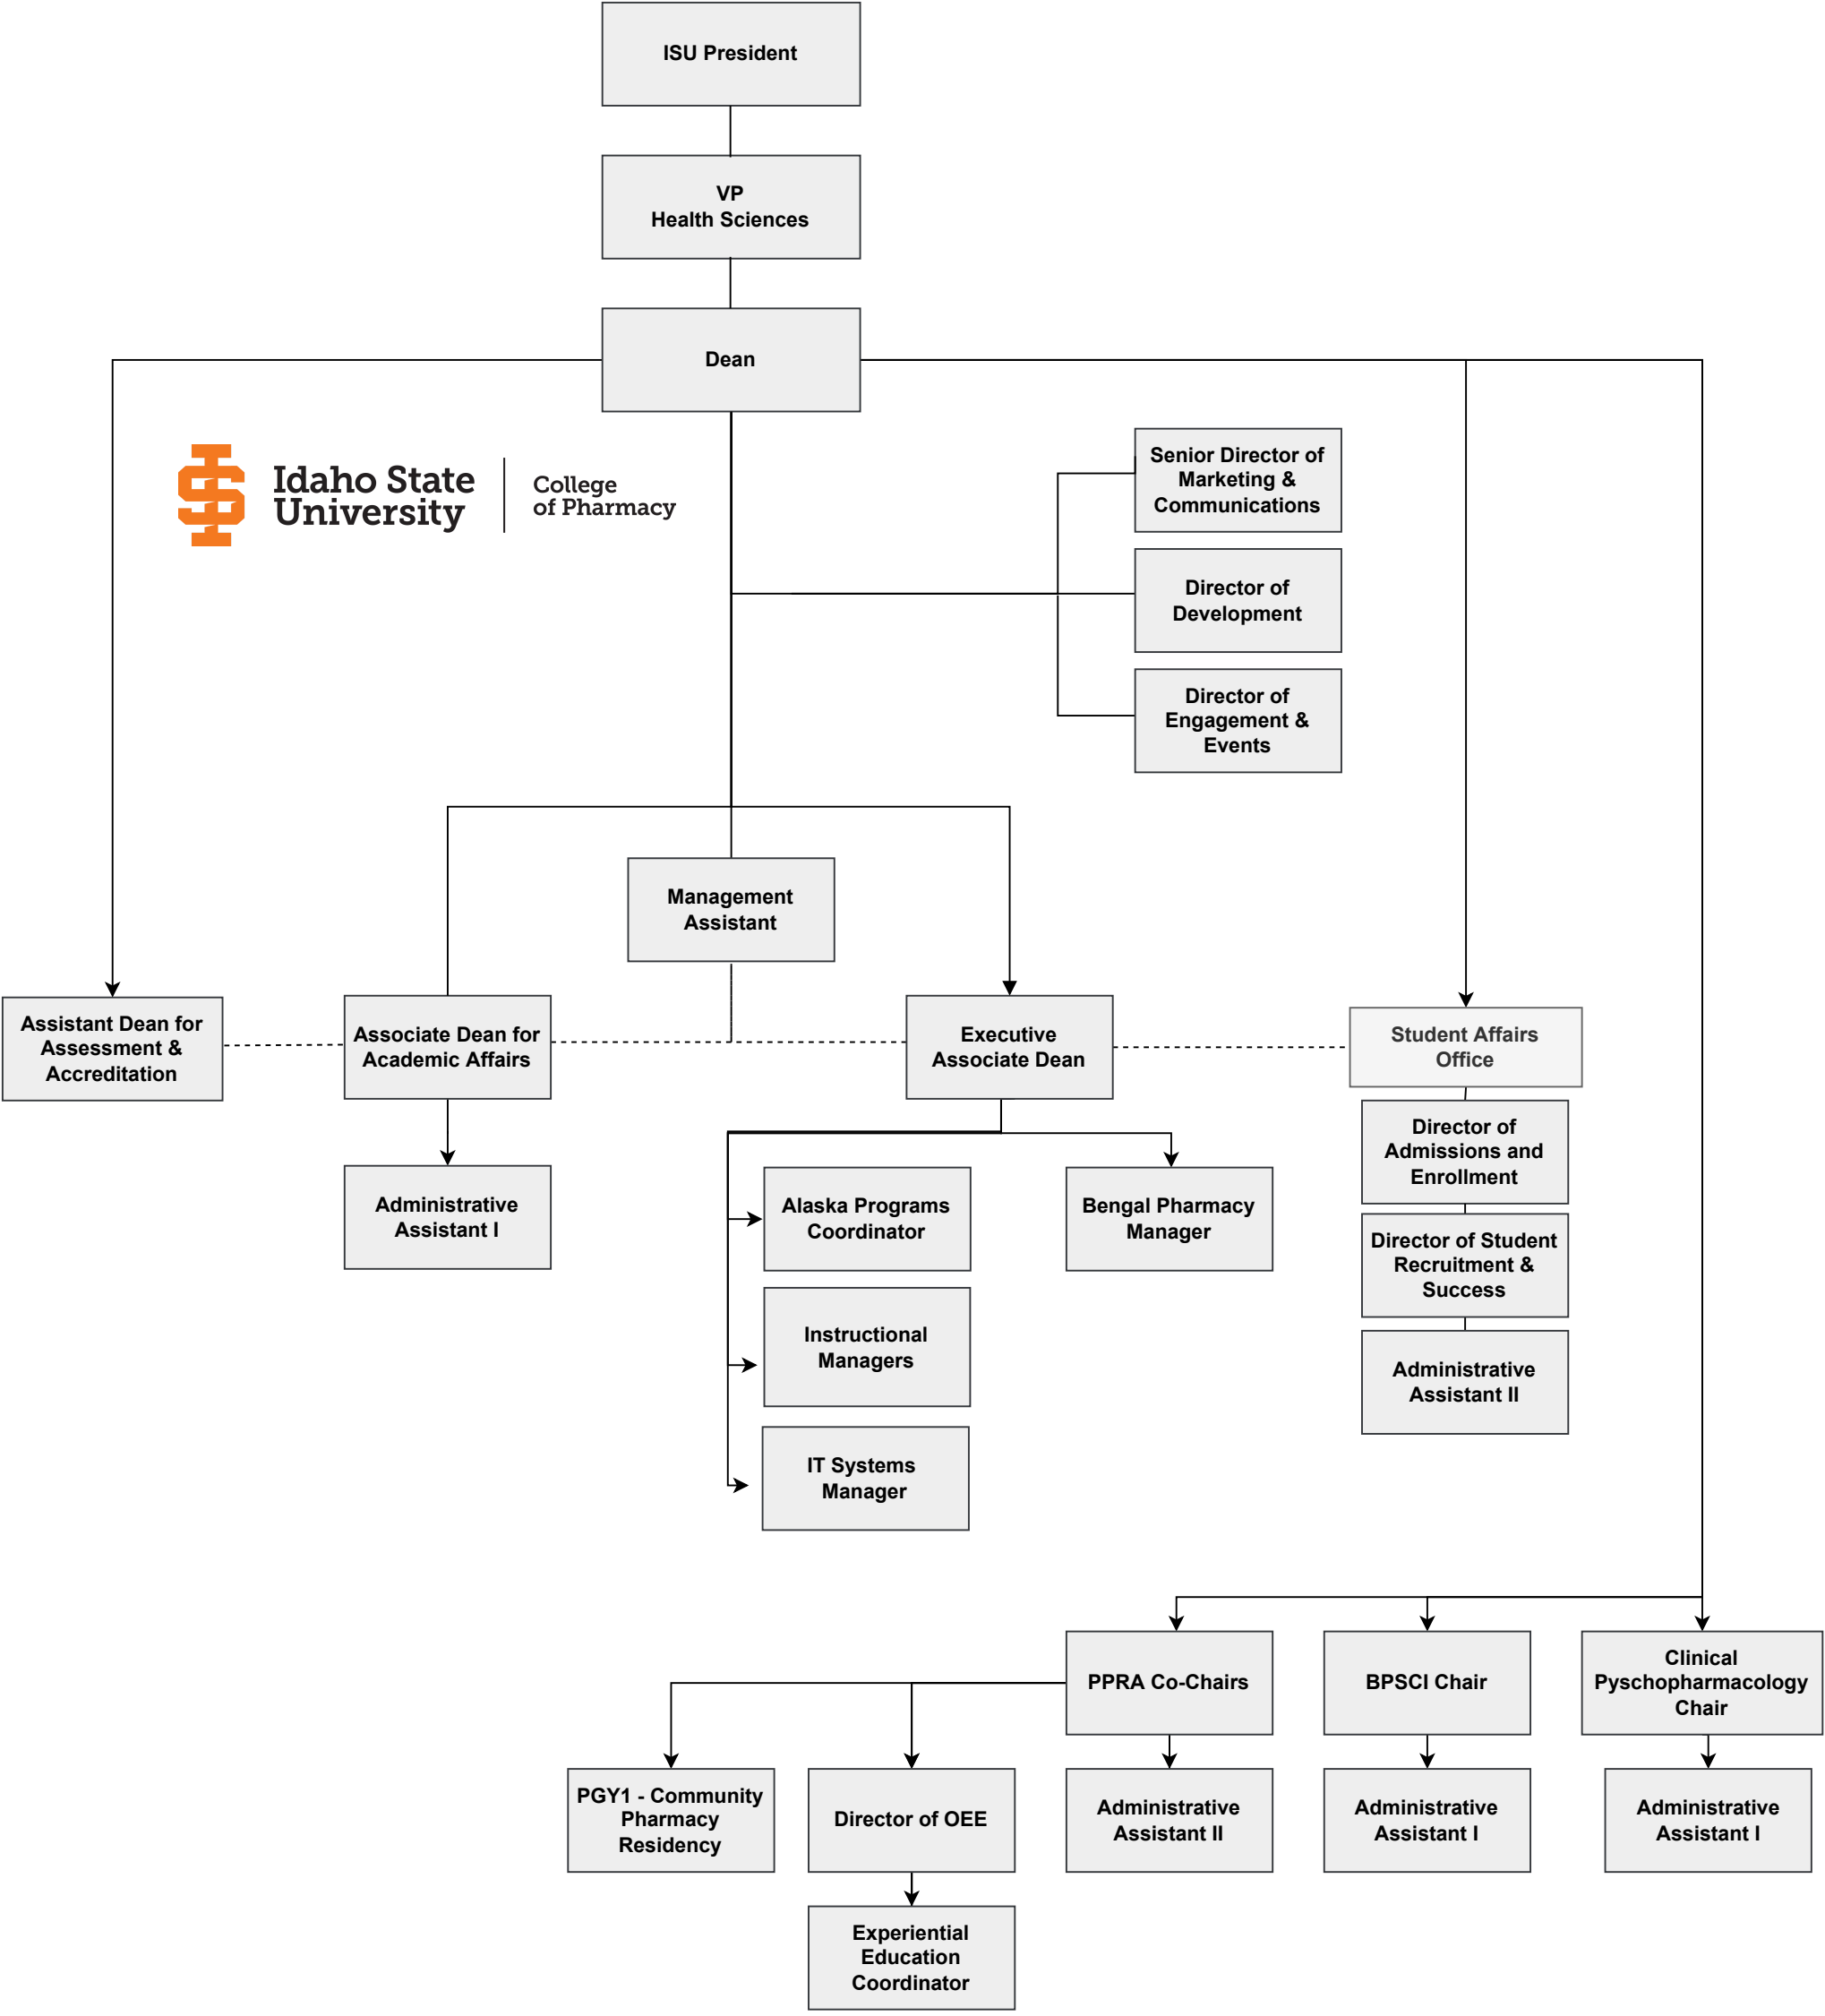 ISU President
VP
Health Sciences
Dean
Idaho State
University
College
of Pharmacy
Senior Director of
Marketing &
Communications
Director of
Development
Director of
Engagement &
Events
Management
Assistant
Assistant Dean for
Assessment &
Accreditation
Associate Dean for
Academic Affairs
Executive
Associate Dean
Student Affairs
Office
Director of
Admissions and
Enrollment
Administrative
Assistant I
Alaska Programs
Coordinator
Bengal Pharmacy
Manager
Director of Student
Recruitment &
Success
Instructional
Managers
Administrative
Assistant II
IT Systems
Manager
PPRA Co-Chairs
BPSCI Chair
Clinical
Pyschopharmacology
Chair
PGY1 - Community
Pharmacy
Residency
Director of OEE
Administrative
Assistant II
Administrative
Assistant I
Administrative
Assistant I
Experiential
Education
Coordinator